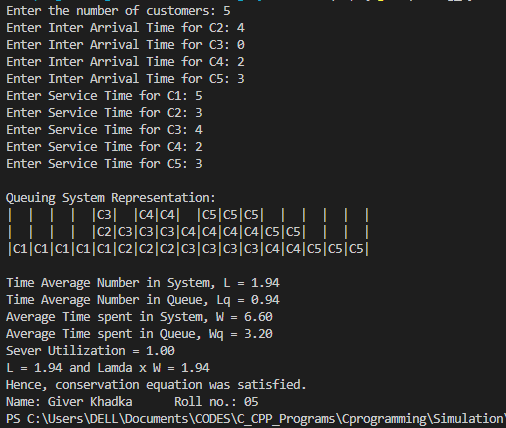 Enter the number of customers: 5
Enter Inter Arrival Time for C2: 4
Enter Inter Arrival Time for C3: 0
Enter Inter Arrival Time for C4: 2
Enter Inter Arrival Time for C5: 3
Enter Service Time for C1: 5
Enter Service Time for C2: 3
Enter Service Time for C3: 4
Enter Service Time for C4: 2
Enter Service Time for C5: 3

Queuing System Representation:
|  |  |  |  |C3|  |C4|C4|  |C5|C5|C5|  |  |  |  |  |
|  |  |  |  |C2|C3|C3|C3|C4|C4|C4|C4|C5|C5|  |  |  |
|C1|C1|C1|C1|C1|C2|C2|C2|C3|C3|C3|C3|C4|C4|C5|C5|C5|

Time Average Number in System, L = 1.94
Time Average Number in Queue, Lq = 0.94
Average Time spent in System, W = 6.60
Average Time spent in Queue, Wq = 3.20
Sever Utilization = 1.00
L = 1.94 and Lamda x W = 1.94
Hence, conservation equation was satisfied.
Name: Giver Khadka      Roll no.: 05
PS C:\Users\DELL\Documents\CODES\C_CPP_Programs\Cprogramming\Simulation\